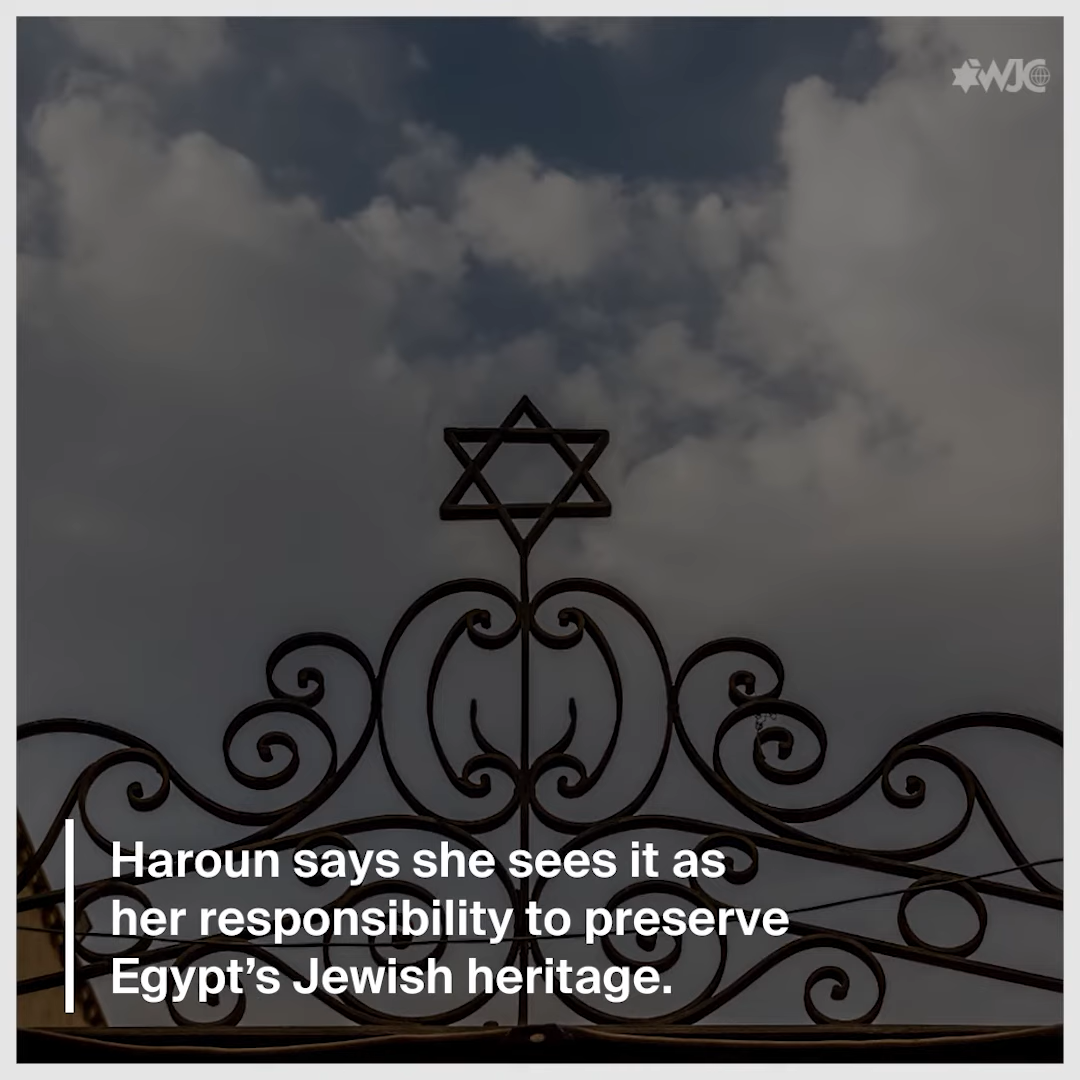 WJC
Haroun says she sees it as
her responsibility to preserve
Egypt’s Jewish heritage.